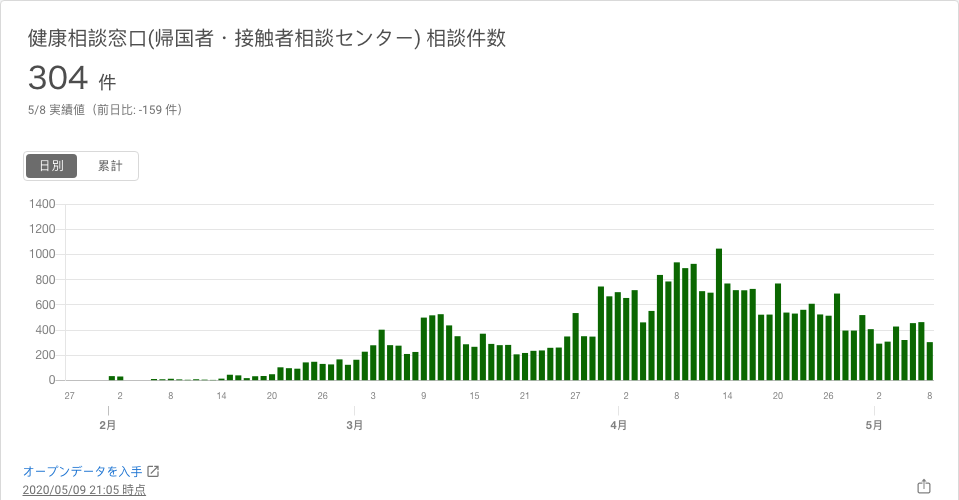 健康相談窓口(帰国者・接触者相談センター) 相談件数
304 件
5/8 実績値（前日比: -159 件）
日別 累計
1400
1200
1000
800
600
400
200
0
27 2 8 14 20 26 3 9 15 21 27 2 8 14 20 26 2 8
2月 3月 4月 5月
オープンデータを入手
2020/05/09 21:05 時点